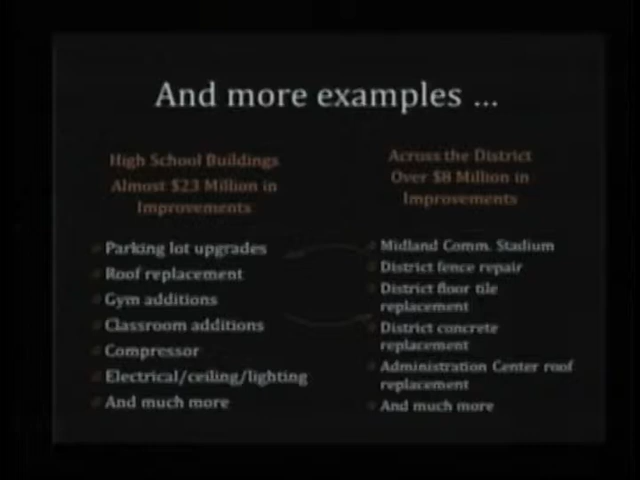 And more examples ...
High School Buildings
Almost $23 Million in
Improvements
Parking lot upgrades
Roof replacement
Gym additions
Classroom additions
Compressor
Electrical/ceiling/lighting
And much more
Across the District
Over $8 Million in
Improvements
Midland Comm. Stadium
District fence repair
District floor tile
replacement
District concrete
replacement
Administration Center roof
replacement
And much more